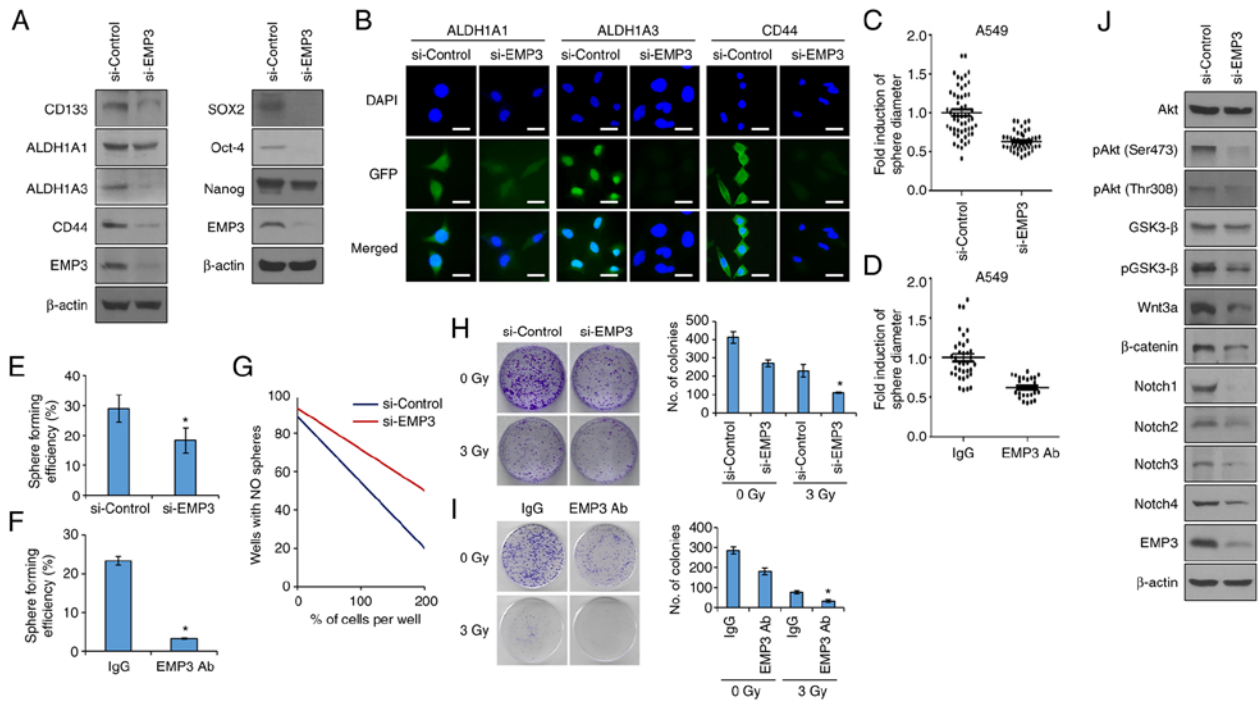 A
si-Control
si-EMP3
CD133
ALDH1A1
ALDH1A3
CD44
EMP3
β-actin
si-Control
si-EMP3
SOX2
Oct-4
Nanog
EMP3
β-actin
B
ALDH1A1 ALDH1A3 CD44
si-Control si-EMP3 si-Control si-EMP3 si-Control si-EMP3
DAPI
GFP
Merged
C
A549
Fold induction of
sphere diameter
2.0
1.5
1.0
0.5
0.0
si-Control
si-EMP3
D
A549
Fold induction of
sphere diameter
2.0
1.5
1.0
0.5
0.0
IgG EMP3 Ab
E
Sphere forming
efficiency (%)
40
30
20
10
0
*
si-Control si-EMP3
F
Sphere forming
efficiency (%)
30
20
10
0
*
IgG EMP3 Ab
G
Wells with NO spheres
100
80
60
40
20
0
si-Control
si-EMP3
0 100 200
% of cells per well
H
si-Control si-EMP3
0 Gy
3 Gy
No. of colonies
500
400
300
200
100
0
*
si-Control
si-EMP3
si-Control
si-EMP3
0 Gy 3 Gy
I
IgG EMP3 Ab
0 Gy
3 Gy
No. of colonies
400
300
200
100
0
*
IgG
EMP3 Ab
IgG
EMP3 Ab
0 Gy 3 Gy
J
si-Control
si-EMP3
Akt
pAkt (Ser473)
pAkt (Thr308)
GSK3-β
pGSK3-β
Wnt3a
β-catenin
Notch1
Notch2
Notch3
Notch4
EMP3
β-actin